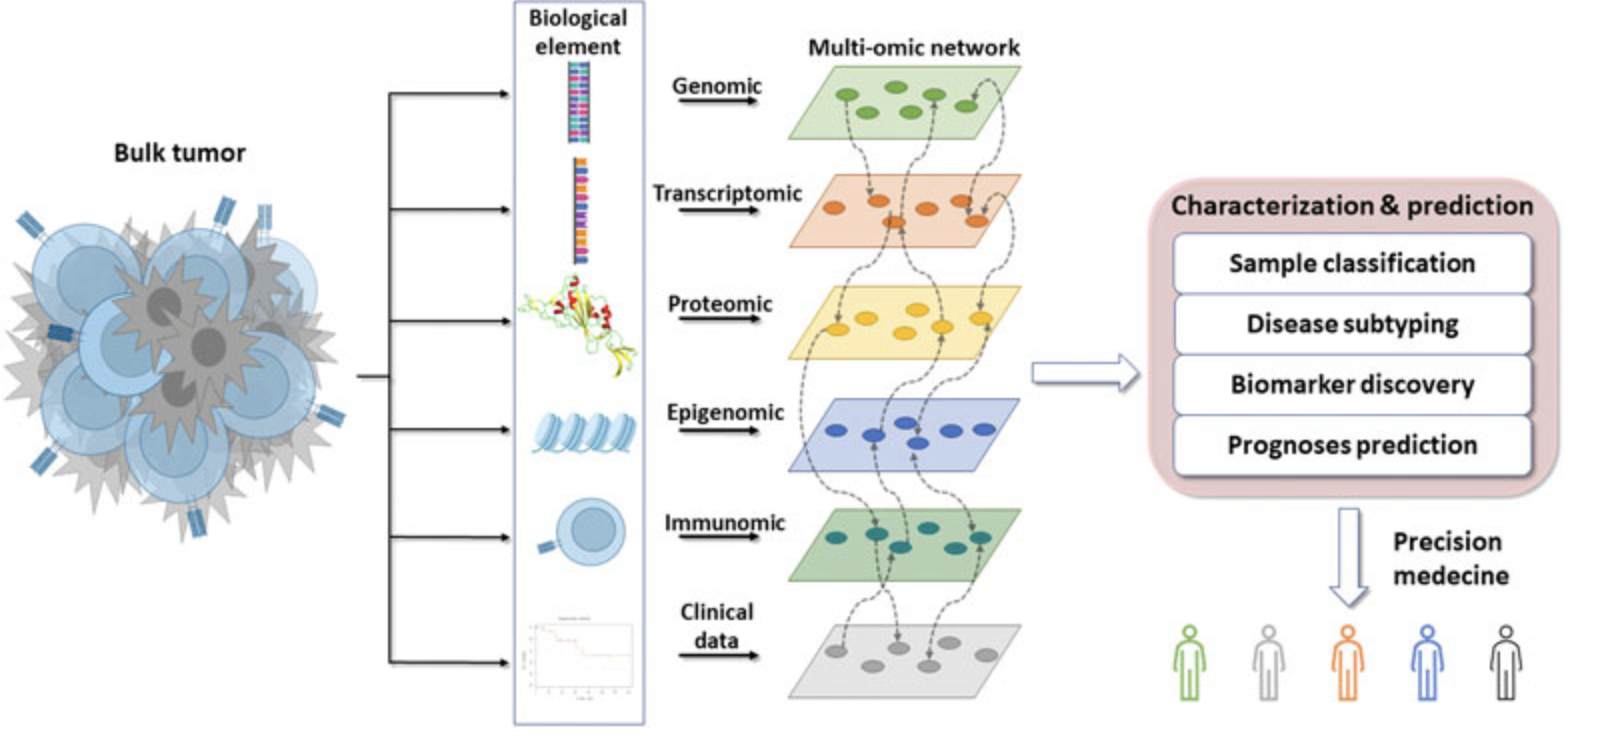 Bulk tumor
Biological
element
Genomic
Transcriptomic
Proteomic
Epigenomic
Immunomic
Clinical
data
Multi-omic network
Characterization & prediction
Sample classification
Disease subtyping
Biomarker discovery
Prognoses prediction
Precision
medecine